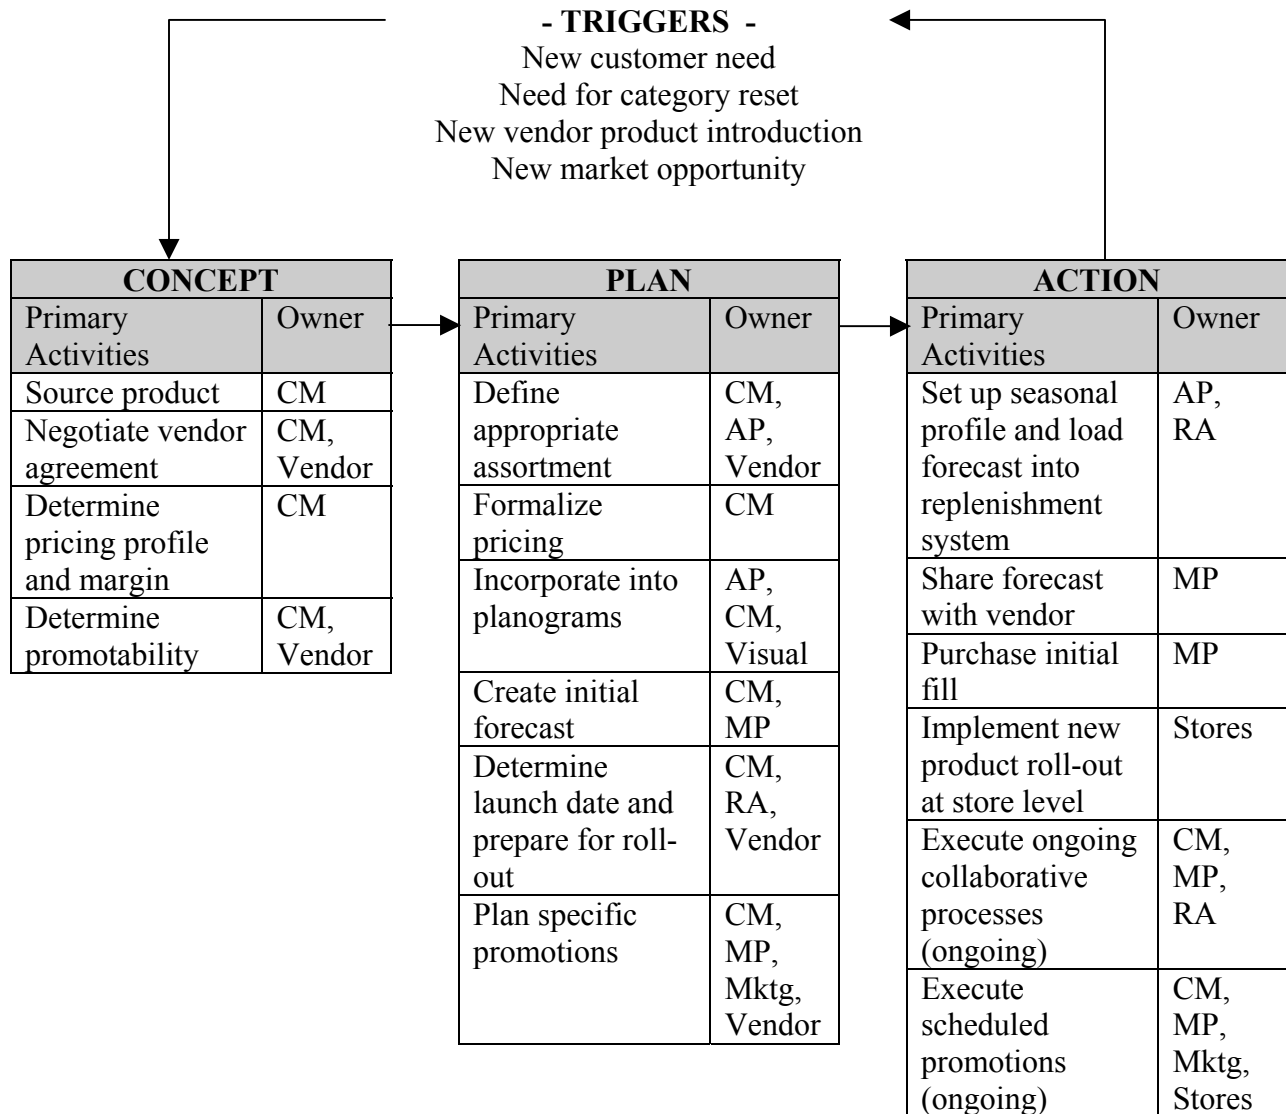 - TRIGGERS -
New customer need
Need for category reset
New vendor product introduction
New market opportunity
CONCEPT
Primary Activities
Owner
Source product
CM
Negotiate vendor
agreement
CM,
Vendor
Determine
pricing profile
and margin
CM
Determine
promotability
CM,
Vendor
PLAN
Primary
Activities
Owner
Define
appropriate
assortment
CM,
AP,
Vendor
Formalize
pricing
CM
Incorporate into
planograms
AP,
CM,
Visual
Create initial
forecast
CM,
MP
Determine
launch date and
prepare for roll-
out
CM,
RA,
Vendor
Plan specific
promotions
CM,
MP,
Mktg,
Vendor
ACTION
Primary
Activities
Owner
Set up seasonal
profile and load
forecast into
replenishment
system
AP,
RA
Share forecast
with vendor
MP
Purchase initial
fill
MP
Implement new
product roll-out
at store level
Stores
Execute ongoing
collaborative
processes
(ongoing)
CM,
MP,
RA
Execute
scheduled
promotions
(ongoing)
CM,
MP,
Mktg,
Stores